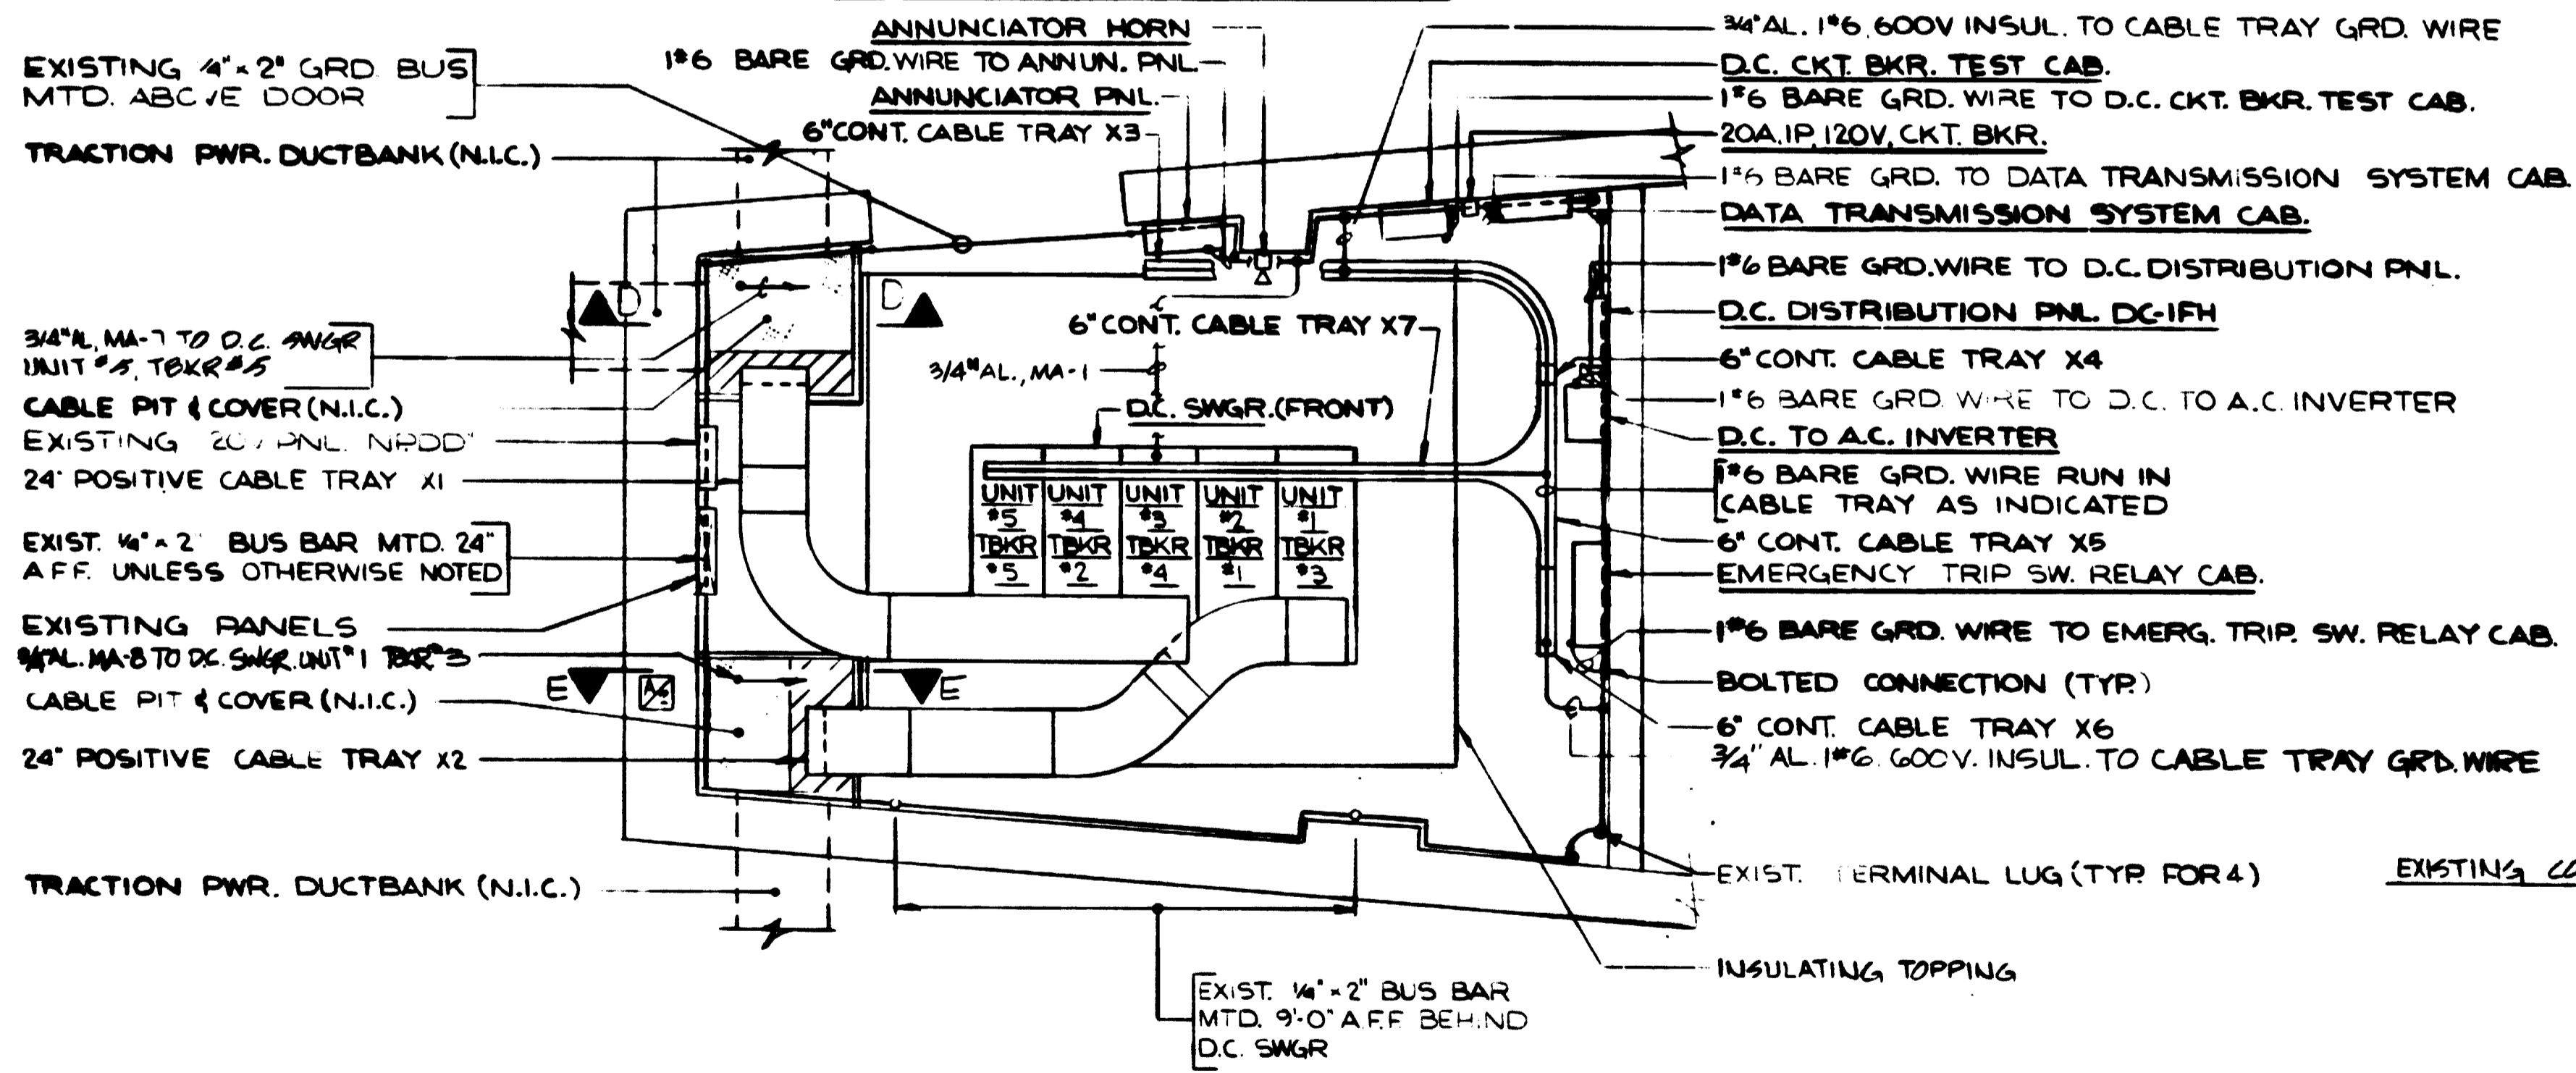 EXISTING ¼" x 2" GRD. BUS
MTD. ABOVE DOOR
TRACTION PWR. DUCTBANK (N.I.C.)
3/4" AL, MA-7 TO D.C. SWGR
UNIT #5, TBKR #5
CABLE PIT & COVER (N.I.C.)
EXISTING PNL.
24" POSITIVE CABLE TRAY X1
EXIST. ¼" x 2" BUS BAR MTD. 24"
A.F.F. UNLESS OTHERWISE NOTED
EXISTING PANELS
3/4" AL. MA-8 TO D.C. SWGR. UNIT #1 TBKR #3
CABLE PIT & COVER (N.I.C.)
24" POSITIVE CABLE TRAY X2
TRACTION PWR. DUCTBANK (N.I.C.)
ANNUNCIATOR HORN
1#6 BARE GRD. WIRE TO ANNUN. PNL.
ANNUNCIATOR PNL.
6" CONT. CABLE TRAY X3
D
D
6" CONT. CABLE TRAY X7
3/4" AL., MA-1
D.C. SWGR. (FRONT)
UNIT UNIT UNIT UNIT UNIT
#5 #4 #3 #2 #1
TBKR TBKR TBKR TBKR TBKR
#5 #2 #4 #1 #3
E
E
EXIST. ¼" x 2" BUS BAR
MTD. 9'-0" A.F.F. BEHIND
D.C. SWGR
3/4" AL. 1#6, 600V INSUL. TO CABLE TRAY GRD. WIRE
D.C. CKT. BKR. TEST CAB.
1#6 BARE GRD. WIRE TO D.C. CKT. BKR. TEST CAB.
20A, 1P, 120V, CKT. BKR.
1#6 BARE GRD. TO DATA TRANSMISSION SYSTEM CAB.
DATA TRANSMISSION SYSTEM CAB.
1#6 BARE GRD. WIRE TO D.C. DISTRIBUTION PNL.
D.C. DISTRIBUTION PNL. DC-1FH
6" CONT. CABLE TRAY X4
1#6 BARE GRD. WIRE TO D.C. TO A.C. INVERTER
D.C. TO A.C. INVERTER
1#6 BARE GRD. WIRE RUN IN
CABLE TRAY AS INDICATED
6" CONT. CABLE TRAY X5
EMERGENCY TRIP SW. RELAY CAB.
1#6 BARE GRD. WIRE TO EMERG. TRIP. SW. RELAY CAB.
BOLTED CONNECTION (TYP.)
6" CONT. CABLE TRAY X6
3/4" AL. 1#6. 600V. INSUL. TO CABLE TRAY GRD. WIRE
EXIST. TERMINAL LUG (TYP. FOR 4)
INSULATING TOPPING
EXISTING